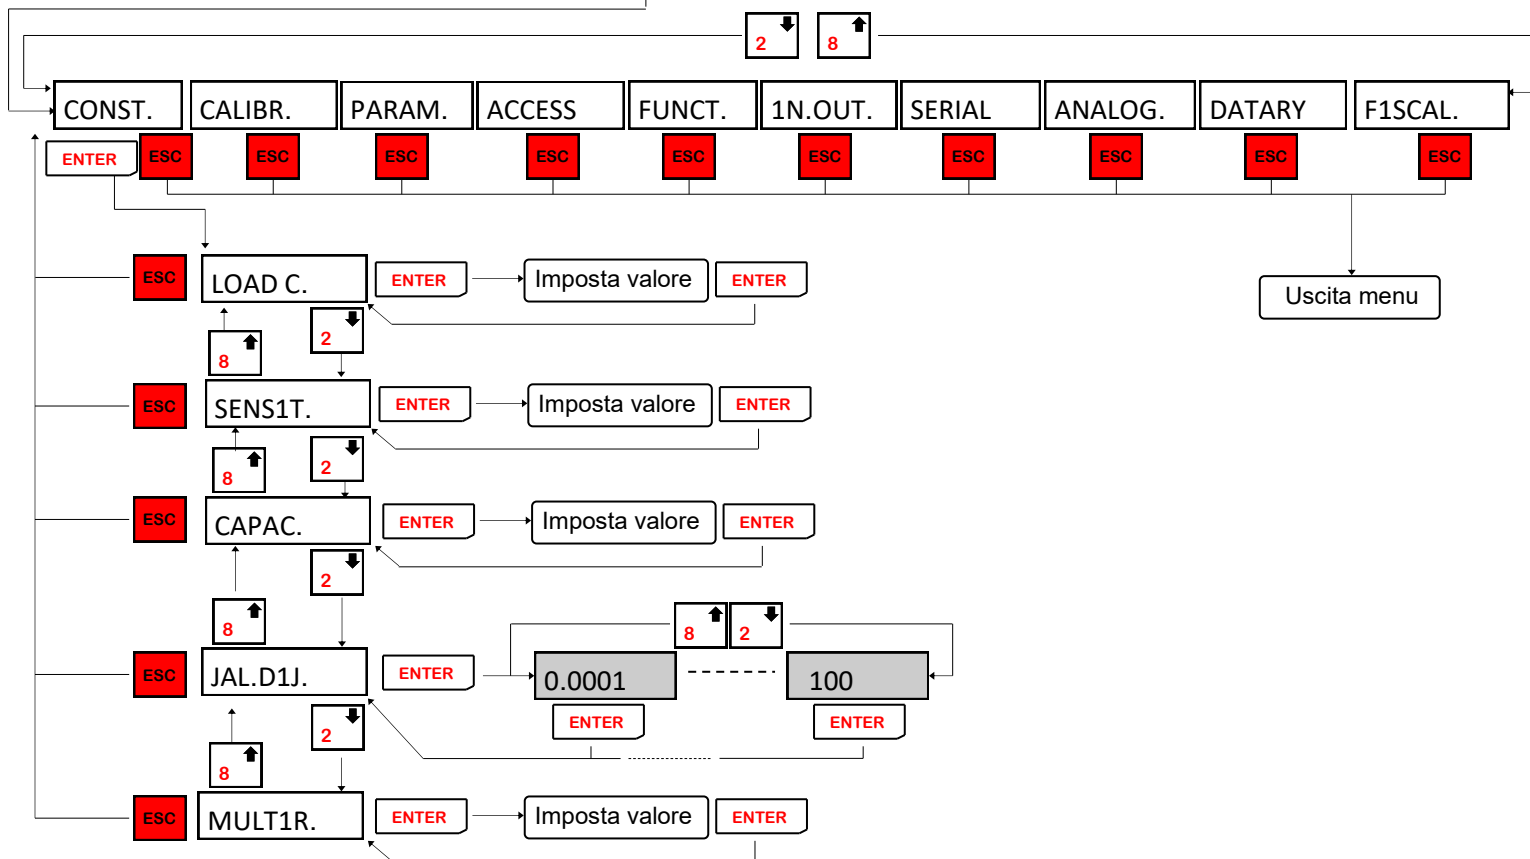 2 8
CONST. CALIBR. PARAM. ACCESS FUNCT. 1N.OUT. SERIAL ANALOG. DATARY F1SCAL.
ENTER ESC ESC ESC ESC ESC ESC ESC ESC ESC ESC
ESC LOAD C. ENTER Imposta valore ENTER
Uscita menu
8 2
ESC SENS1T. ENTER Imposta valore ENTER
8 2
ESC CAPAC. ENTER Imposta valore ENTER
2
8 8 2
ESC JAL.D1J. ENTER 0.0001 100
ENTER ENTER
8 2
ESC MULT1R. ENTER Imposta valore ENTER